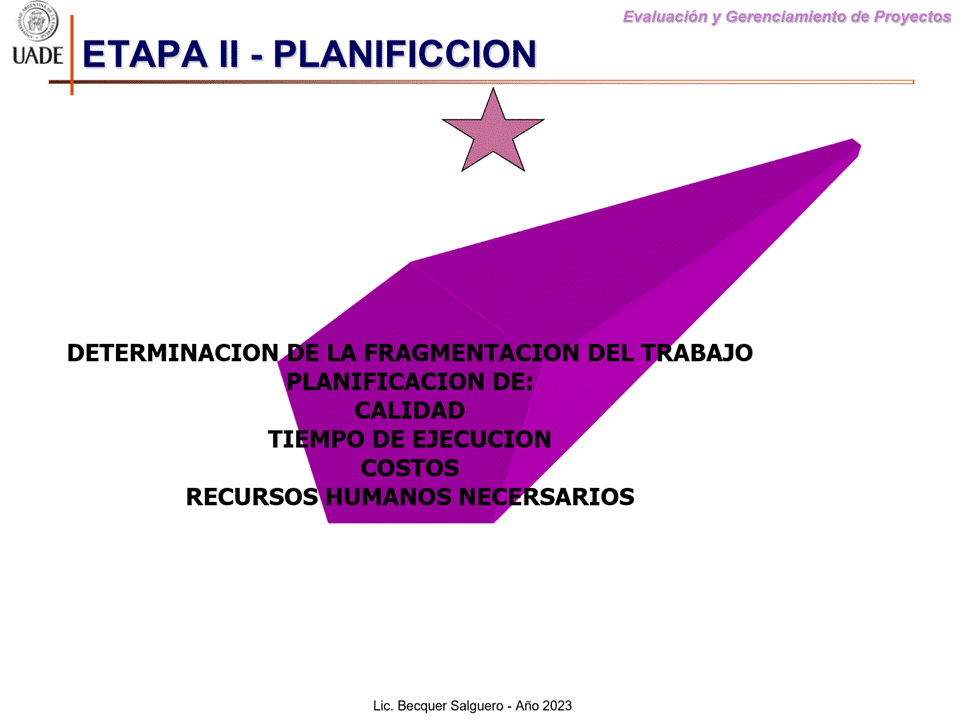 Evaluación y Gerenciamiento de Proyectos
UADE
ETAPA II - PLANIFICCION
DETERMINACION DE LA FRAGMENTACION DEL TRABAJO
PLANIFICACION DE:
CALIDAD
TIEMPO DE EJECUCION
COSTOS
RECURSOS HUMANOS NECERSARIOS
Lic. Becquer Salguero - Año 2023